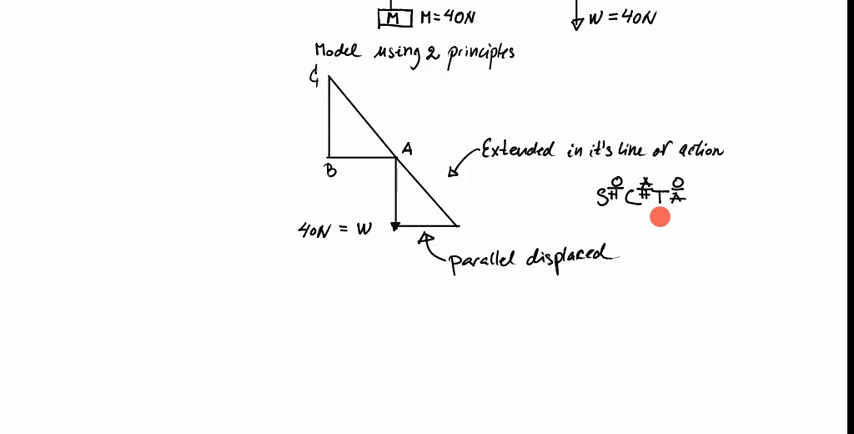 M M=40N
W=40N
Model using 2 principles
C
A
B
Extended in it's line of action
S O/H C A/H T O/A
40N = W
A
parallel displaced